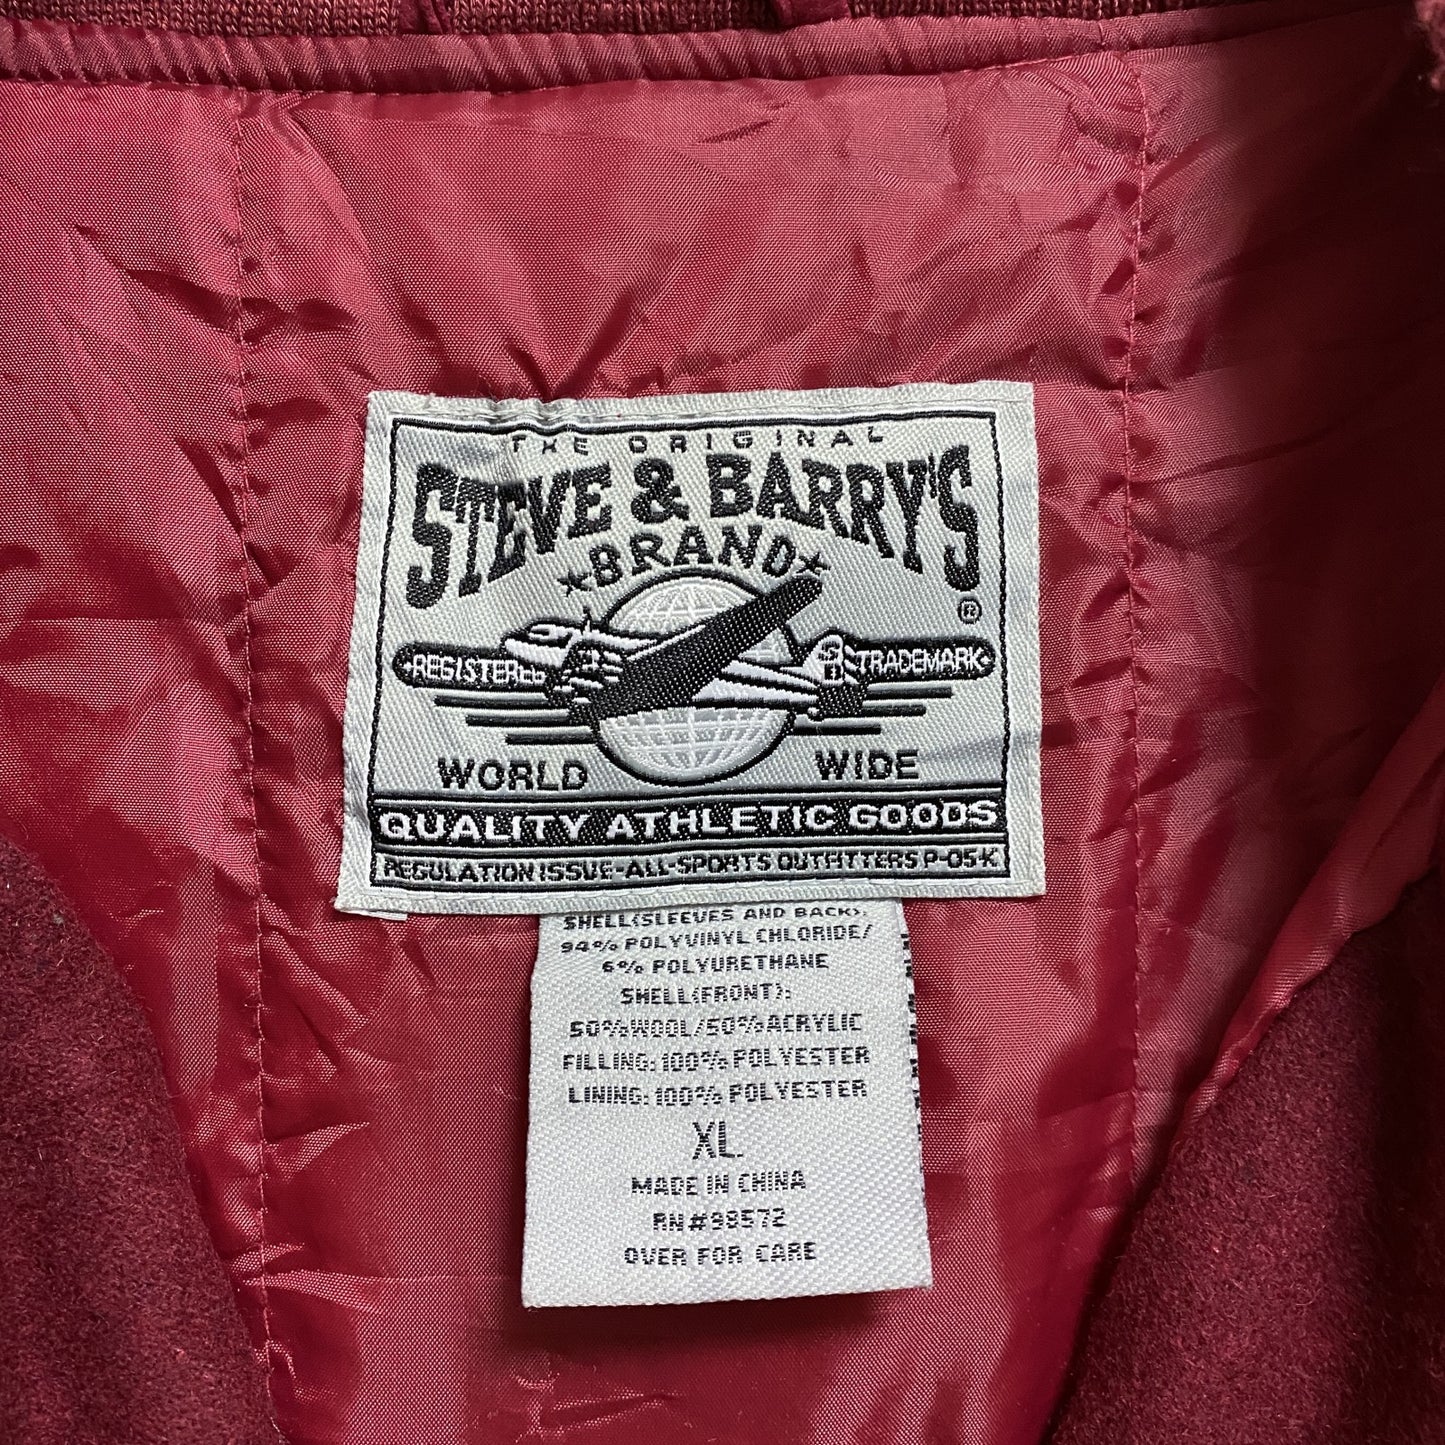 THE ORIGINAL
STEVE & BARRY'S
★BRAND★
®
•REGISTERED
SB
TRADEMARK•
WORLD WIDE
QUALITY ATHLETIC GOODS
REGULATION ISSUE-ALL-SPORTS OUTFITTERS P-05-K
SHELL(SLEEVES AND BACK):
94% POLYVINYL CHLORIDE/
6% POLYURETHANE
SHELL(FRONT):
50%WOOL/50%ACRYLIC
FILLING:100% POLYESTER
LINING:100% POLYESTER
XL
MADE IN CHINA
RN#98572
OVER FOR CARE